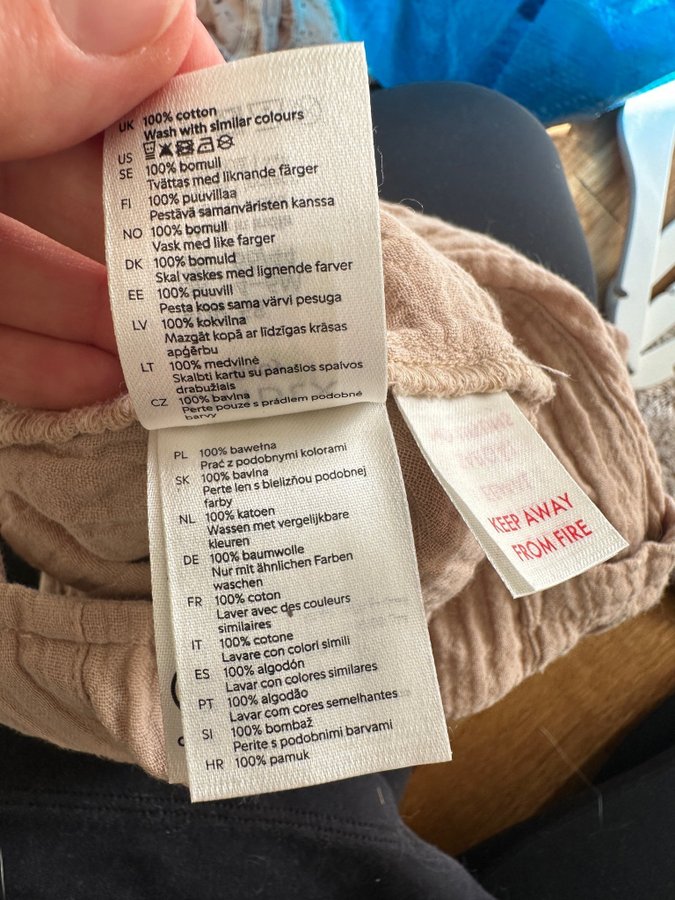 UK 100% cotton
Wash with similar colours
US
SE 100% bomull
Tvättas med liknande färger
FI 100% puuvillaa
Pestävä samanväristen kanssa
NO 100% bomull
Vask med like farger
DK 100% bomuld
Skal vaskes med lignende farver
EE 100% puuvill
Pesta koos sama värvi pesuga
LV 100% kokvilna
Mazgāt kopā ar līdzīgas krāsas
apģērbu
LT 100% medvilnė
Skalbti kartu su panašios spalvos
drabužiais
CZ 100% bavlna
Perte pouze s prádlem podobné
barvy
PL 100% bawełna
Prać z podobnymi kolorami
SK 100% bavlna
Perte len s bielizňou podobnej
farby
NL 100% katoen
Wassen met vergelijkbare
kleuren
DE 100% baumwolle
Nur mit ähnlichen Farben
waschen
FR 100% coton
Laver avec des couleurs
similaires
IT 100% cotone
Lavare con colori simili
ES 100% algodón
Lavar con colores similares
PT 100% algodão
Lavar com cores semelhantes
SI 100% bombaž
Perite s podobnimi barvami
HR 100% pamuk
KEEP AWAY
FROM FIRE